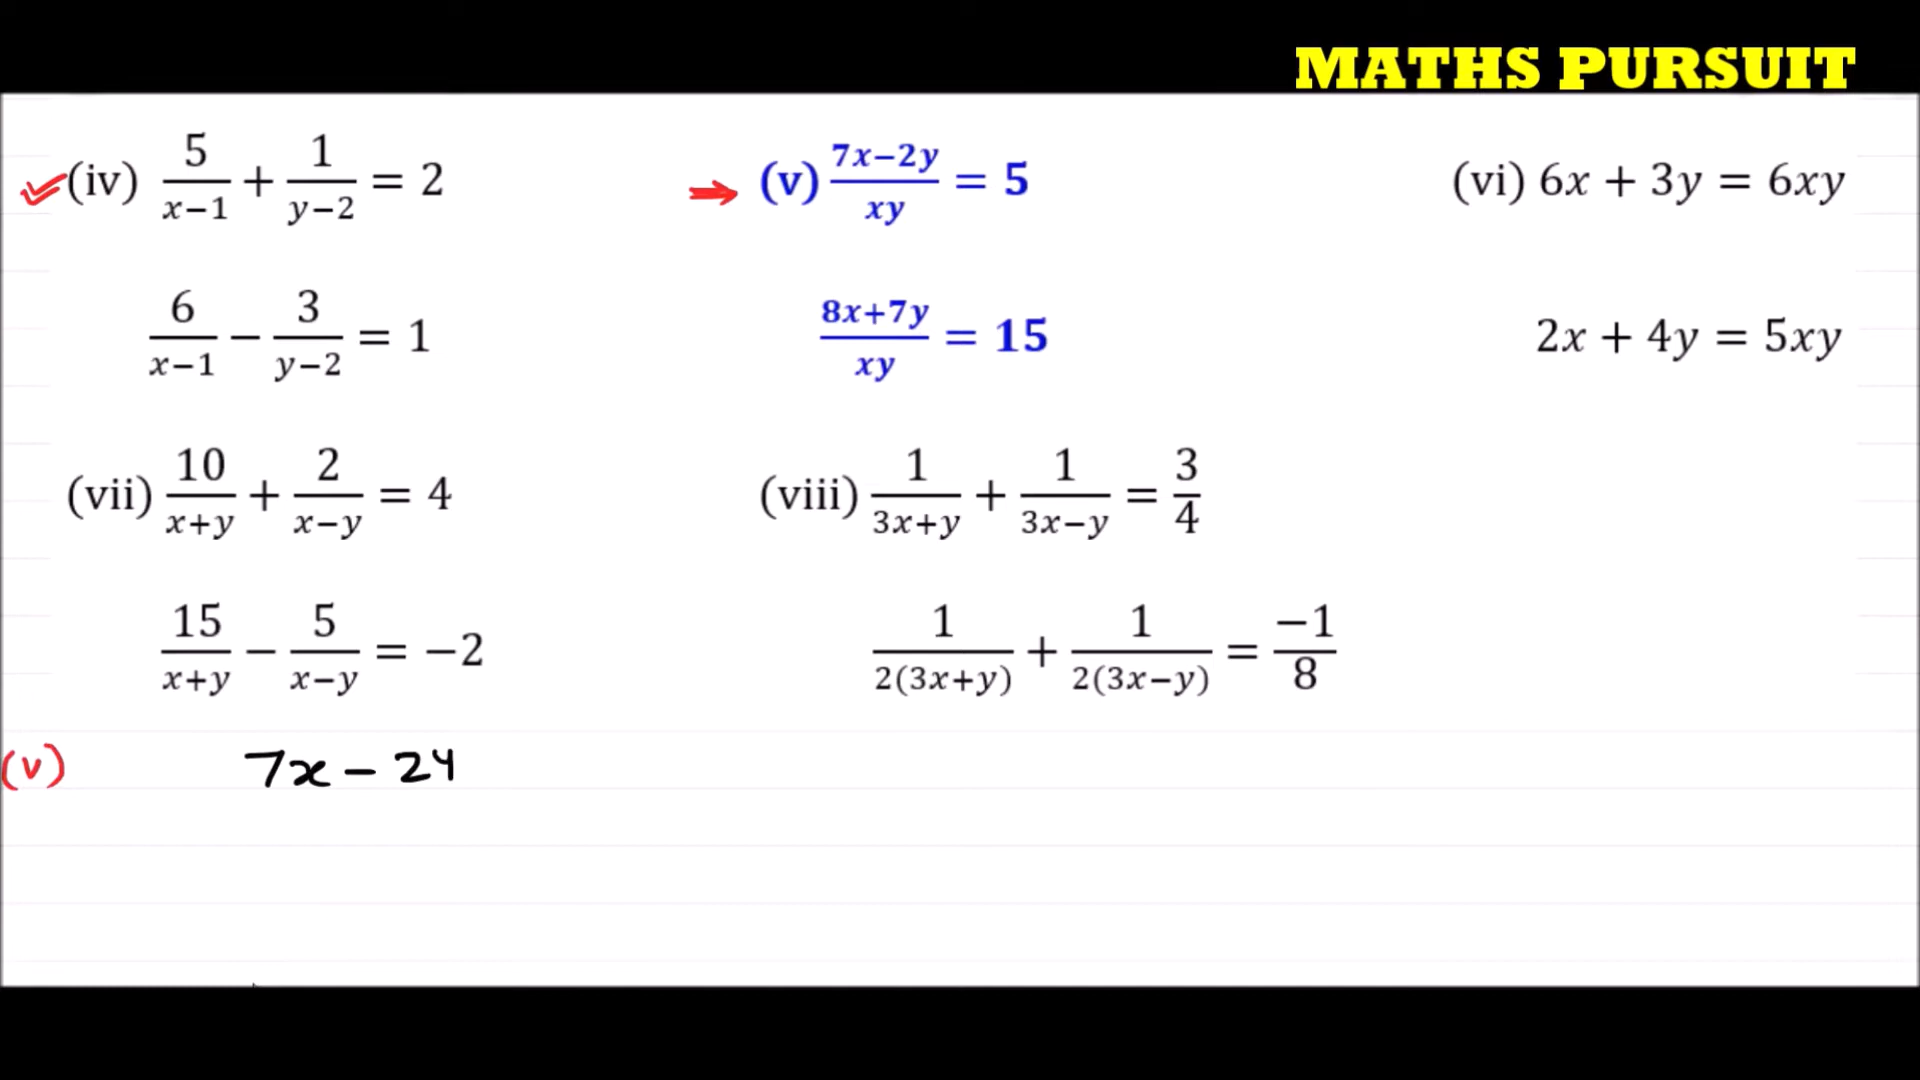 MATHS PURSUIT
(iv) 5/(x−1) + 1/(y−2) = 2
(v) (7x−2y)/xy = 5
(vi) 6x + 3y = 6xy
6/(x−1) − 3/(y−2) = 1
(8x+7y)/xy = 15
2x + 4y = 5xy
(vii) 10/(x+y) + 2/(x−y) = 4
(viii) 1/(3x+y) + 1/(3x−y) = 3/4
15/(x+y) − 5/(x−y) = −2
1/(2(3x+y)) + 1/(2(3x−y)) = −1/8
(v) 7x − 24